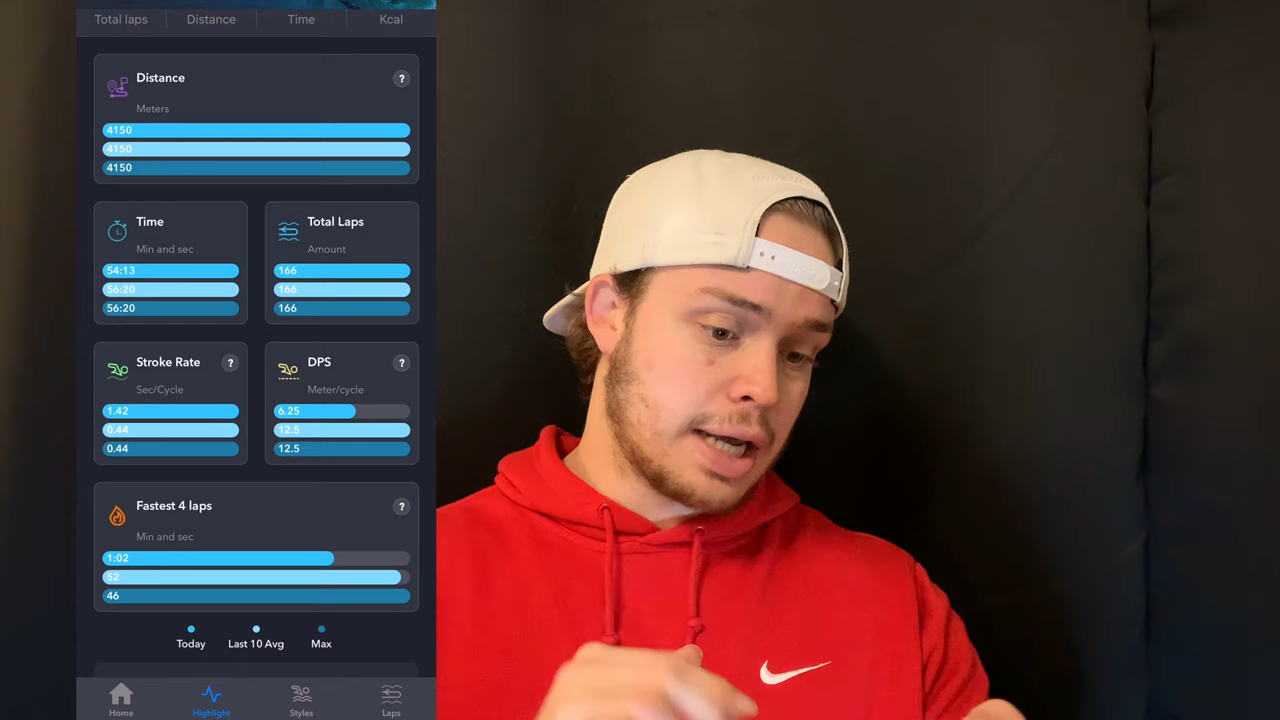 Total laps
Distance
Time
Kcal
Distance
?
Meters
4150
4150
4150
Time
Min and sec
54:13
56:20
56:20
Total Laps
Amount
166
166
166
Stroke Rate
?
Sec/Cycle
1.42
0.44
0.44
DPS
?
Meter/cycle
6.25
12.5
12.5
Fastest 4 laps
?
Min and sec
1:02
52
46
Today
Last 10 Avg
Max
Home
Highlight
Styles
Laps